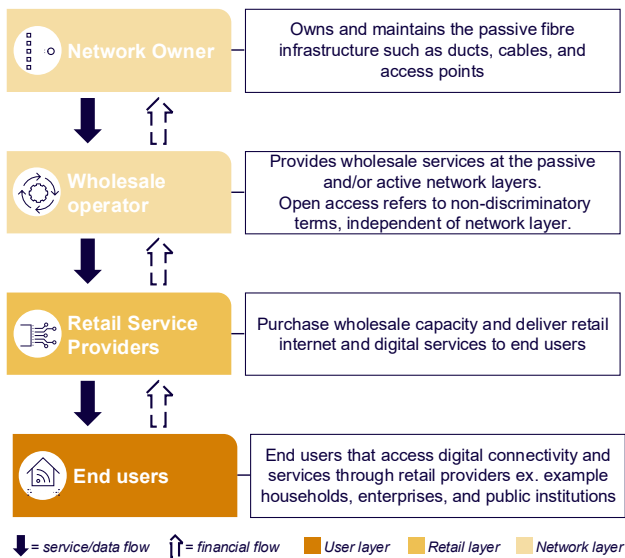 Network Owner
Owns and maintains the passive fibre
infrastructure such as ducts, cables, and
access points
Wholesale
operator
Provides wholesale services at the passive
and/or active network layers.
Open access refers to non-discriminatory
terms, independent of network layer.
Retail Service
Providers
Purchase wholesale capacity and deliver retail
internet and digital services to end users
End users
End users that access digital connectivity and
services through retail providers ex. example
households, enterprises, and public institutions
= service/data flow
= financial flow
User layer
Retail layer
Network layer